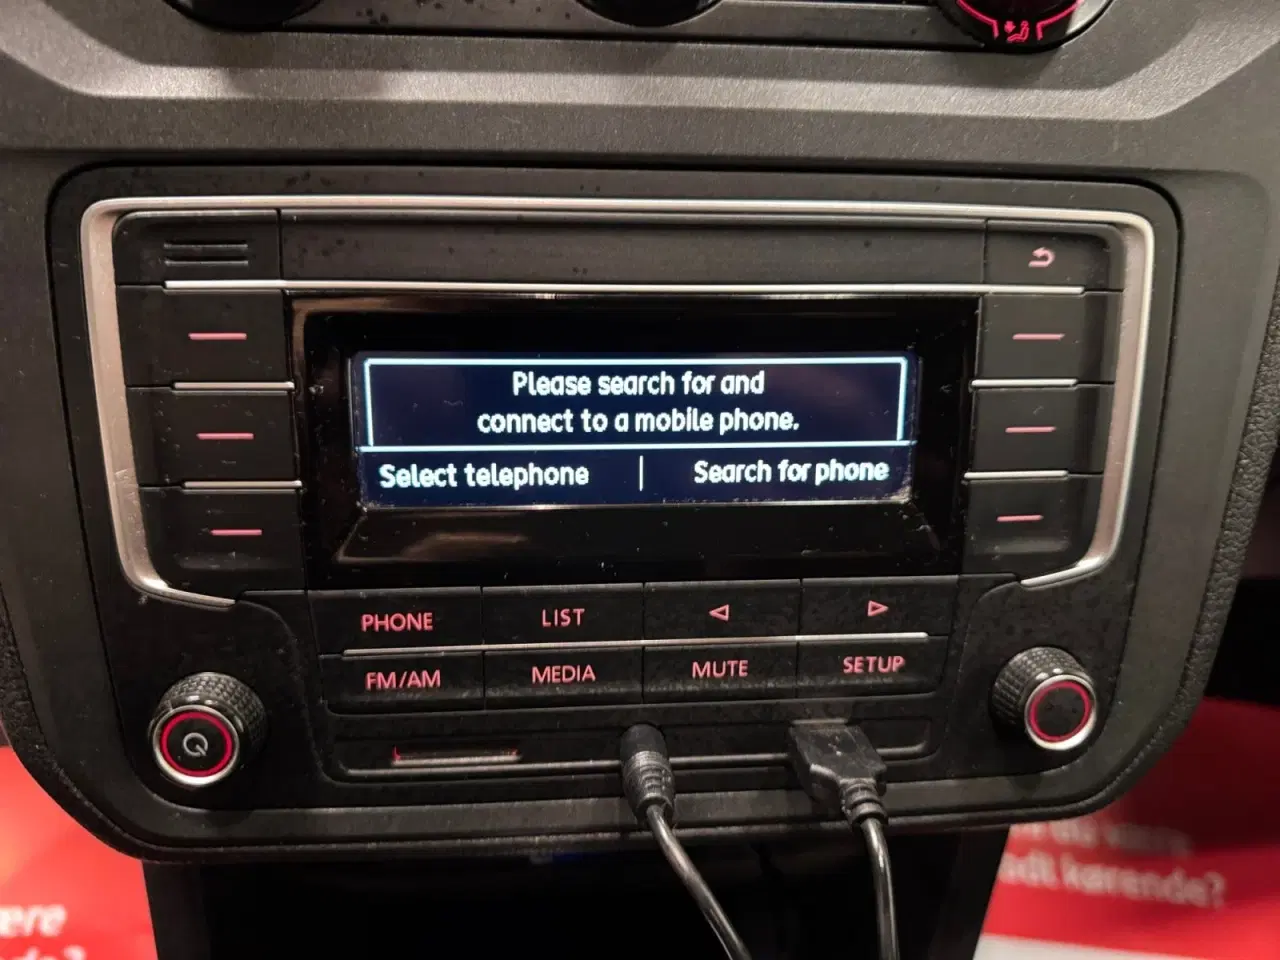 Please search for and
connect to a mobile phone.
Select telephone
Search for phone
PHONE
LIST
FM/AM
MEDIA
MUTE
SETUP
kørende?